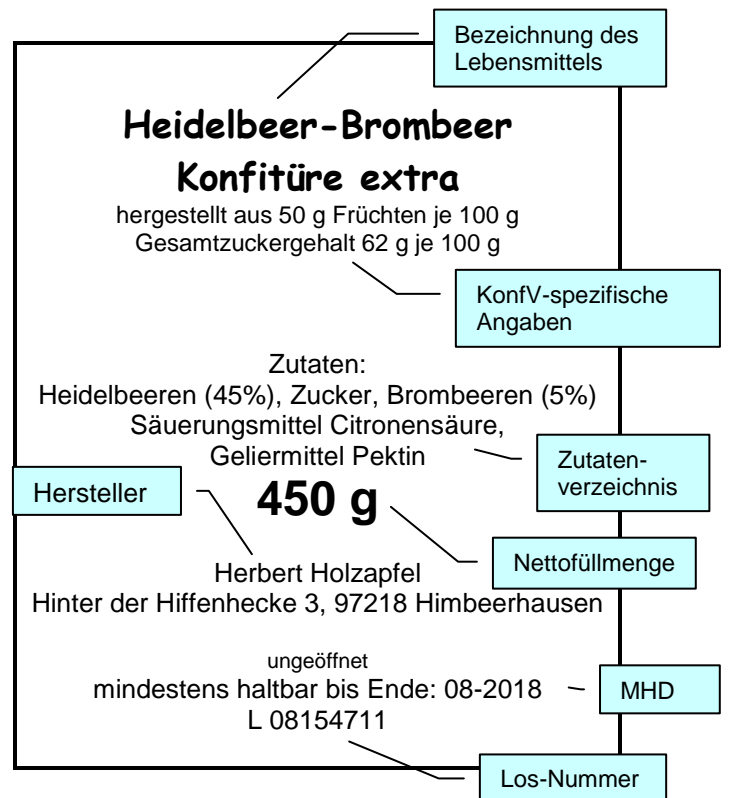 Bezeichnung des
Lebensmittels
Heidelbeer-Brombeer
Konfitüre extra
hergestellt aus 50 g Früchten je 100 g
Gesamtzuckergehalt 62 g je 100 g
KonfV-spezifische
Angaben
Zutaten:
Heidelbeeren (45%), Zucker, Brombeeren (5%)
Säuerungsmittel Citronensäure,
Geliermittel Pektin
Zutaten-
verzeichnis
Hersteller
450 g
Nettofüllmenge
Herbert Holzapfel
Hinter der Hiffenhecke 3, 97218 Himbeerhausen
ungeöffnet
mindestens haltbar bis Ende: 08-2018
MHD
L 08154711
Los-Nummer